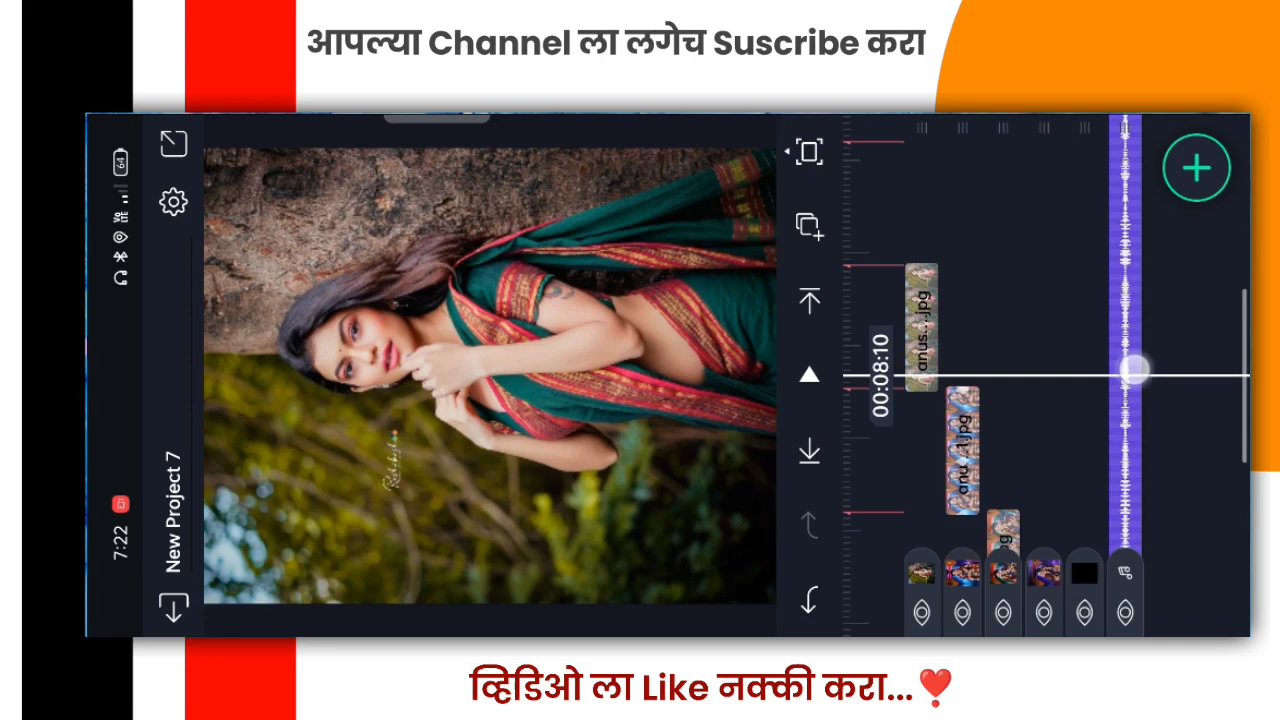 आपल्या Channel ला लगेच Suscribe करा
7:22
64
New Project 7
00:08:10
anus...jpg
anu...1.jpg
व्हिडिओ ला Like नक्की करा...❣️